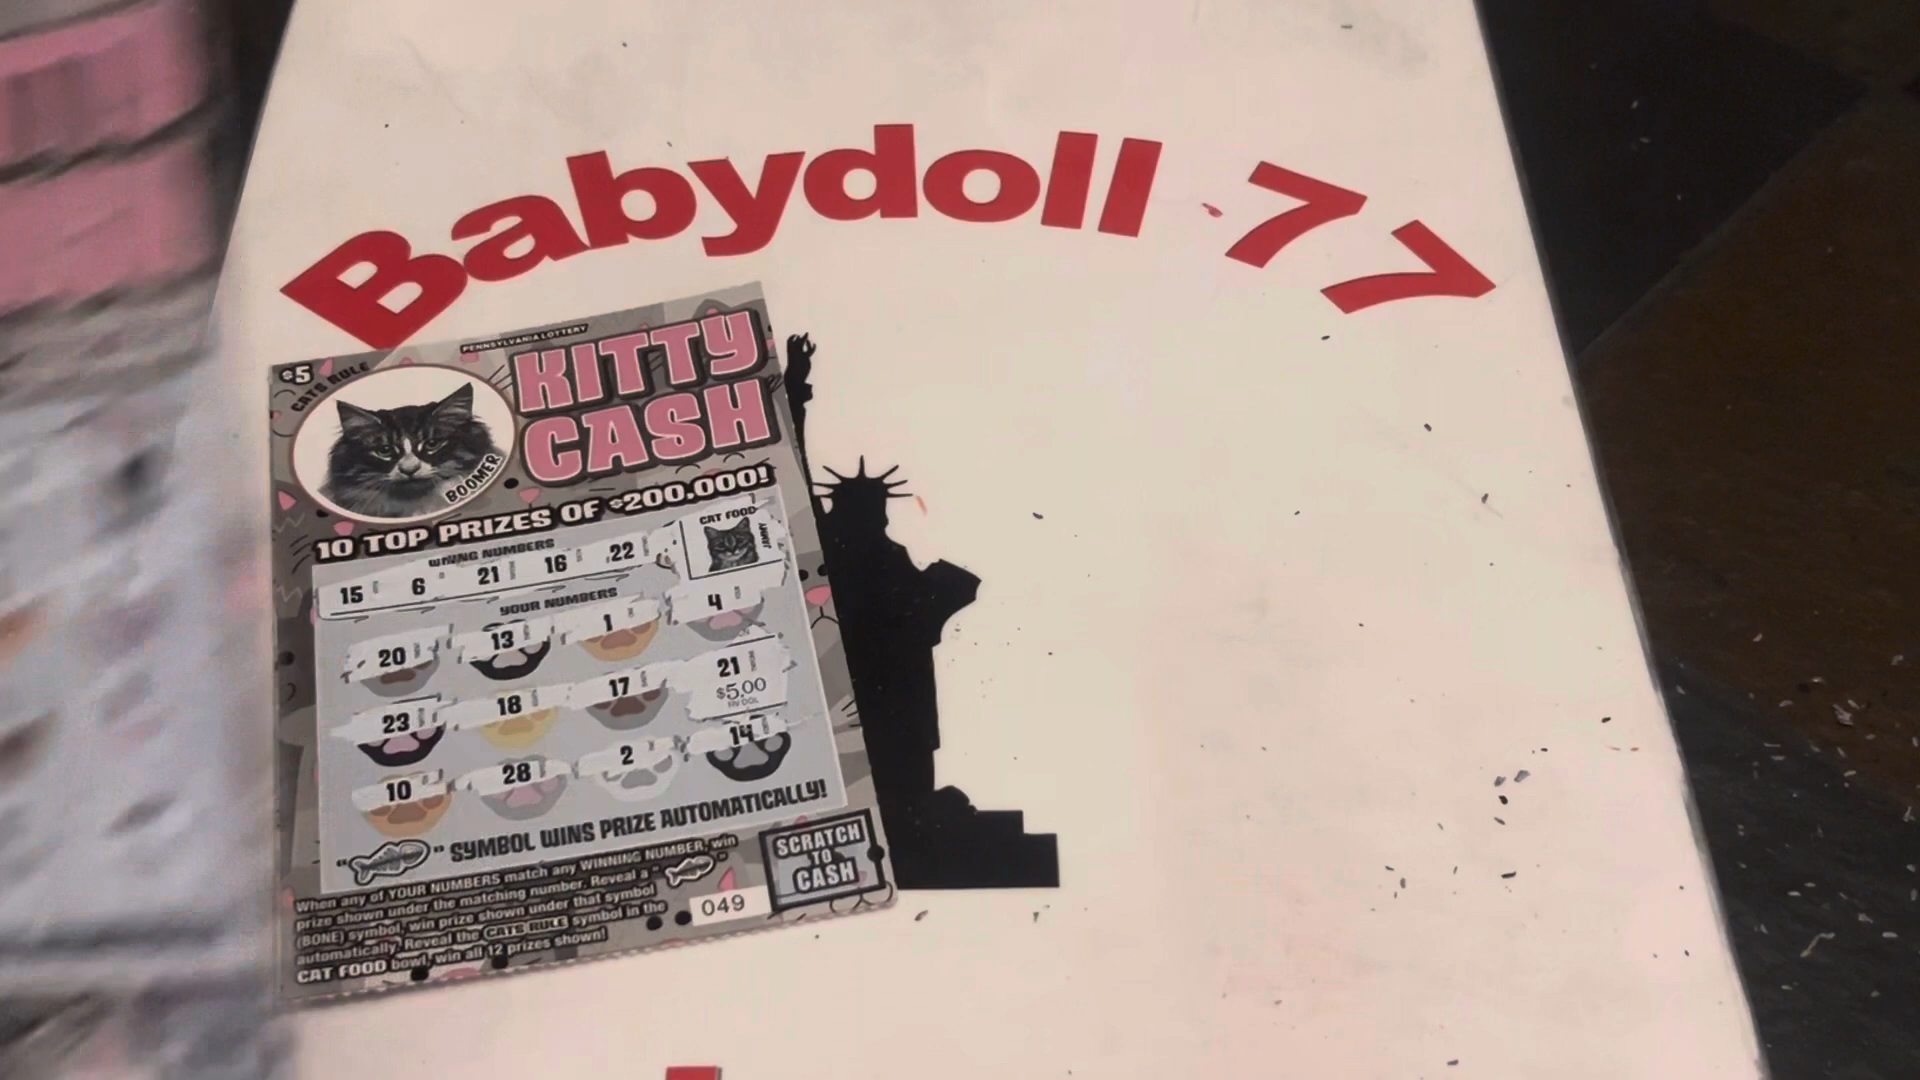 Babydoll 77
PENNSYLVANIA LOTTERY
$5
CATS RULE
KITTY
CASH
BOOMER
10 TOP PRIZES OF $200,000!
WINNING NUMBERS
15 6 21 16 22
CAT FOOD
JAMMY
YOUR NUMBERS
20 13 1 4
23 18 17 21
$5.00
FIV DOL
10 28 2 14
" " SYMBOL WINS PRIZE AUTOMATICALLY!
When any of YOUR NUMBERS match any WINNING NUMBER, win
prize shown under the matching number. Reveal a " "
(BONE) symbol, win prize shown under that symbol
automatically. Reveal the CATS RULE symbol in the
CAT FOOD bowl, win all 12 prizes shown!
049
SCRATCH
TO
CASH